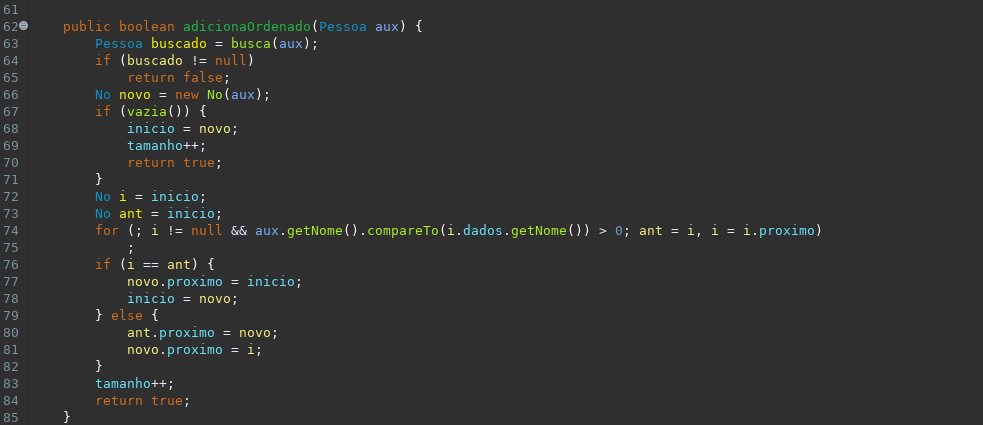 61
62 public boolean adicionaOrdenado(Pessoa aux) {
63 Pessoa buscado = busca(aux);
64 if (buscado != null)
65 return false;
66 No novo = new No(aux);
67 if (vazia()) {
68 inicio = novo;
69 tamanho++;
70 return true;
71 }
72 No i = inicio;
73 No ant = inicio;
74 for (; i != null && aux.getNome().compareTo(i.dados.getNome()) > 0; ant = i, i = i.proximo)
75 ;
76 if (i == ant) {
77 novo.proximo = inicio;
78 inicio = novo;
79 } else {
80 ant.proximo = novo;
81 novo.proximo = i;
82 }
83 tamanho++;
84 return true;
85 }